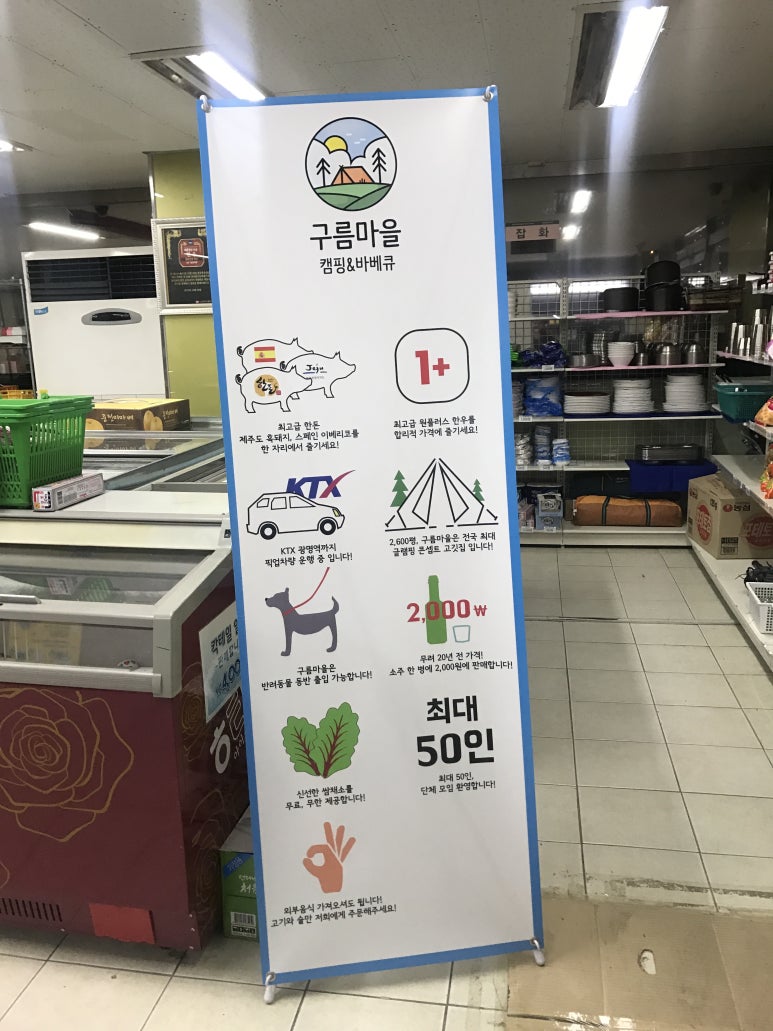 구름마을
캠핑&바베큐
한돈
Jeju
1+
최고급 한돈
제주도 흑돼지, 스페인 이베리코를
한 자리에서 즐기세요!
최고급 원플러스 한우를
합리적 가격에 즐기세요!
KTX
KTX 광명역까지
픽업차량 운행 중 입니다!
2,600평, 구름마을은 전국 최대
글램핑 콘셉트 고깃집 입니다!
구름마을은
반려동물 동반 출입 가능합니다!
2,000₩
무려 20년 전 가격!
소주 한 병에 2,000원에 판매합니다!
신선한 쌈채소를
무료, 무한 제공합니다!
최대
50인
최대 50인,
단체 모임 환영합니다!
외부음식 가져오셔도 됩니다!
고기와 술만 저희에게 주문해주세요!
잡화
칵테일
농심